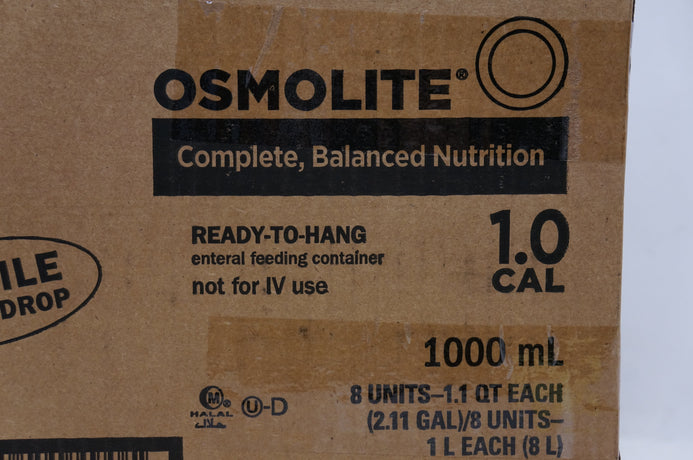 OSMOLITE®
Complete, Balanced Nutrition
READY-TO-HANG
enteral feeding container
not for IV use
1.0
CAL
ILE
DROP
1000 mL
8 UNITS–1.1 QT EACH
(2.11 GAL)/8 UNITS–
1 L EACH (8 L)
M®
HALAL
حلال
U-D